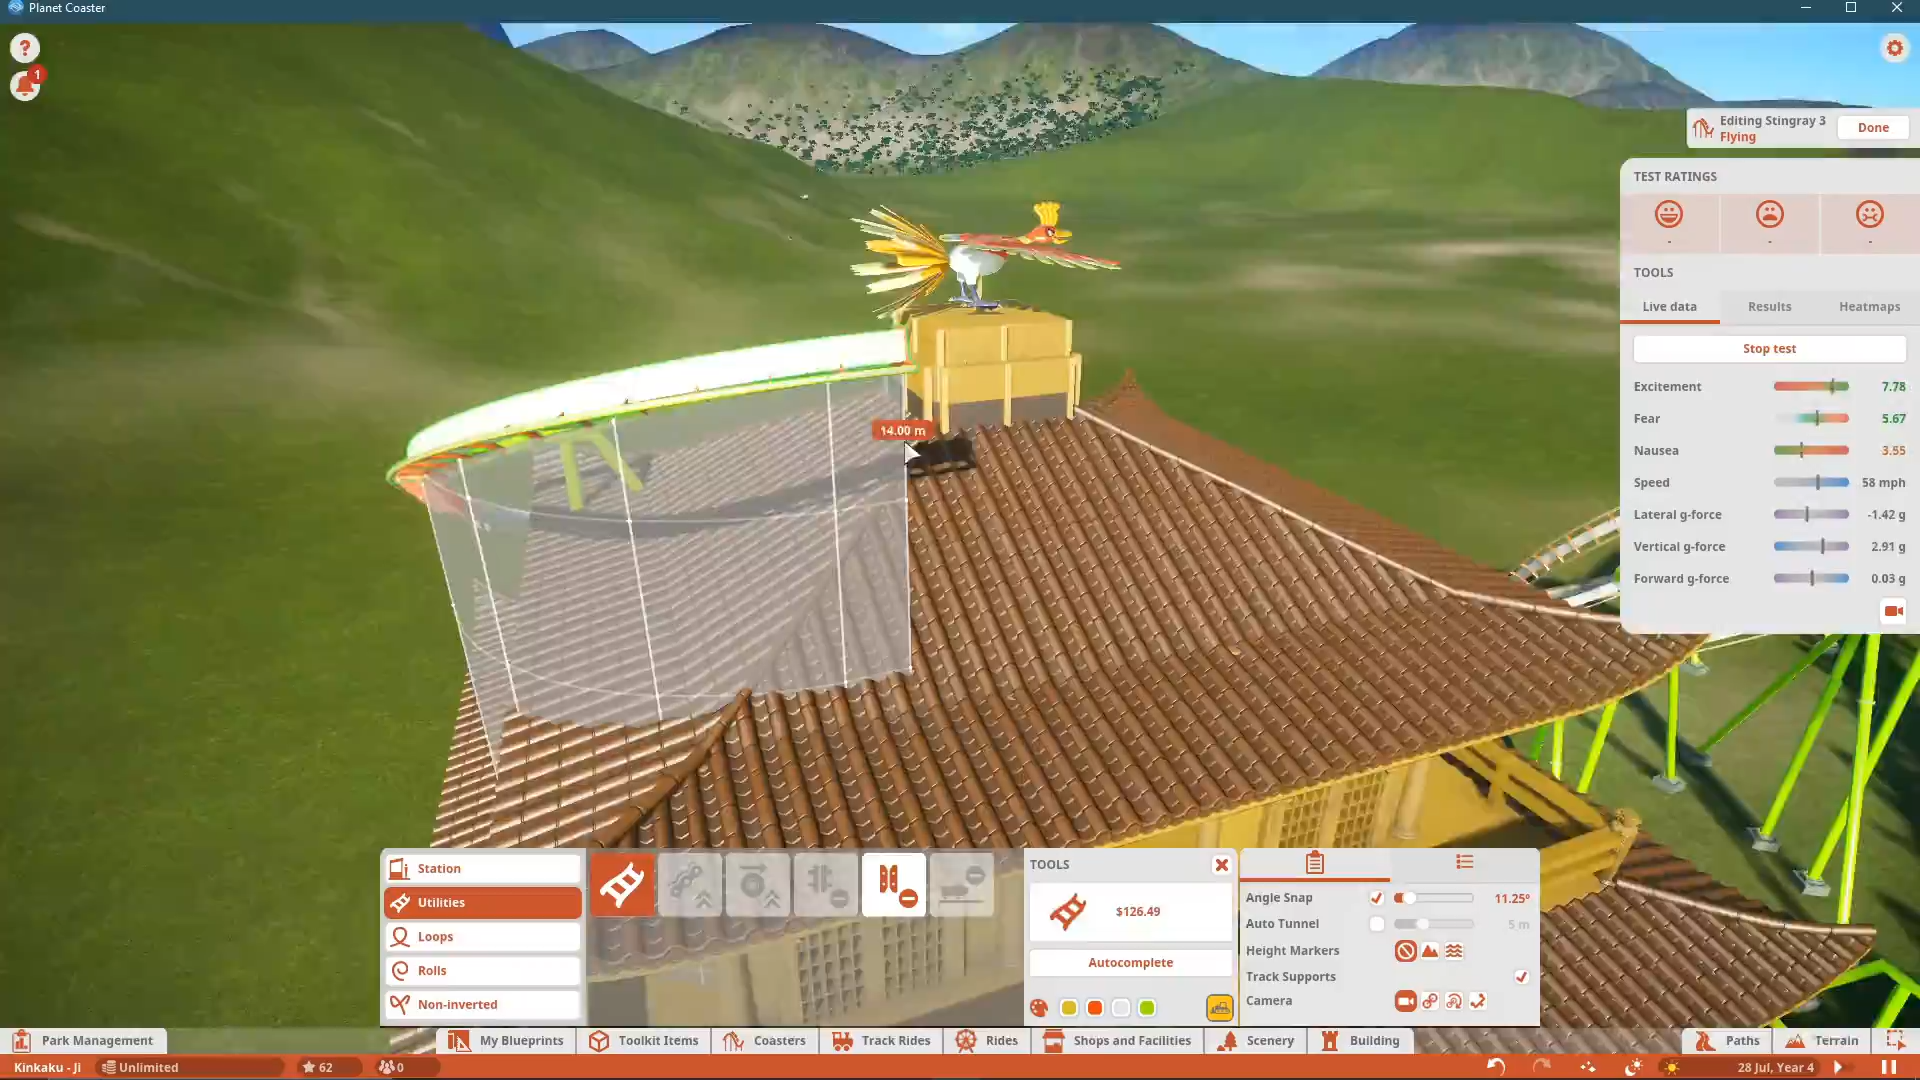 Planet Coaster
?
1
Editing Stingray 3
Flying
Done
TEST RATINGS
- - -
TOOLS
Live data Results Heatmaps
Stop test
Excitement 7.78
Fear 5.67
Nausea 3.55
Speed 58 mph
Lateral g-force -1.42 g
Vertical g-force 2.91 g
Forward g-force 0.03 g
14.00 m
Station
Utilities
Loops
Rolls
Non-inverted
TOOLS
$126.49
Autocomplete
Angle Snap 11.25°
Auto Tunnel 5 m
Height Markers
Track Supports
Camera
Park Management
My Blueprints Toolkit Items Coasters Track Rides Rides Shops and Facilities Scenery Building
Paths Terrain
Kinkaku - Ji Unlimited 62 0
28 Jul, Year 4